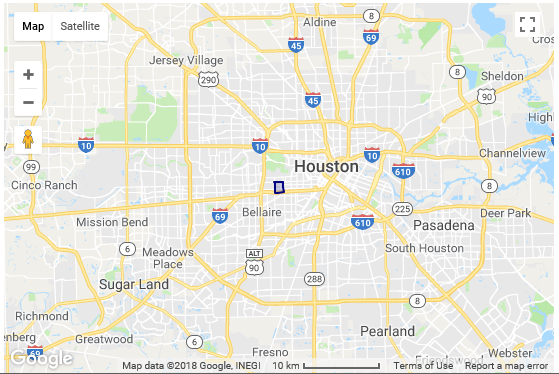 Map Satellite
Aldine
8
45
69
Jersey Village
290
8
Sheldon
90
45
10
10
Houston
10
610
Channelview
99
Cinco Ranch
8
69
Bellaire
225
Deer Park
Mission Bend
610
Pasadena
6
Meadows
Place
ALT
90
South Houston
Sugar Land
288
8
Richmond
Pearland
Greatwood
6
69
Fresno
Friendswood
Webster
Google
Map data ©2018 Google, INEGI 10 km Terms of Use Report a map error